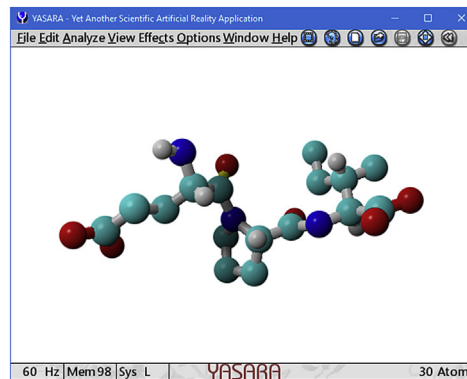 YASARA - Yet Another Scientific Artificial Reality Application
File Edit Analyze View Effects Options Window Help
60 Hz Mem 98 Sys L YASARA 30 Atom